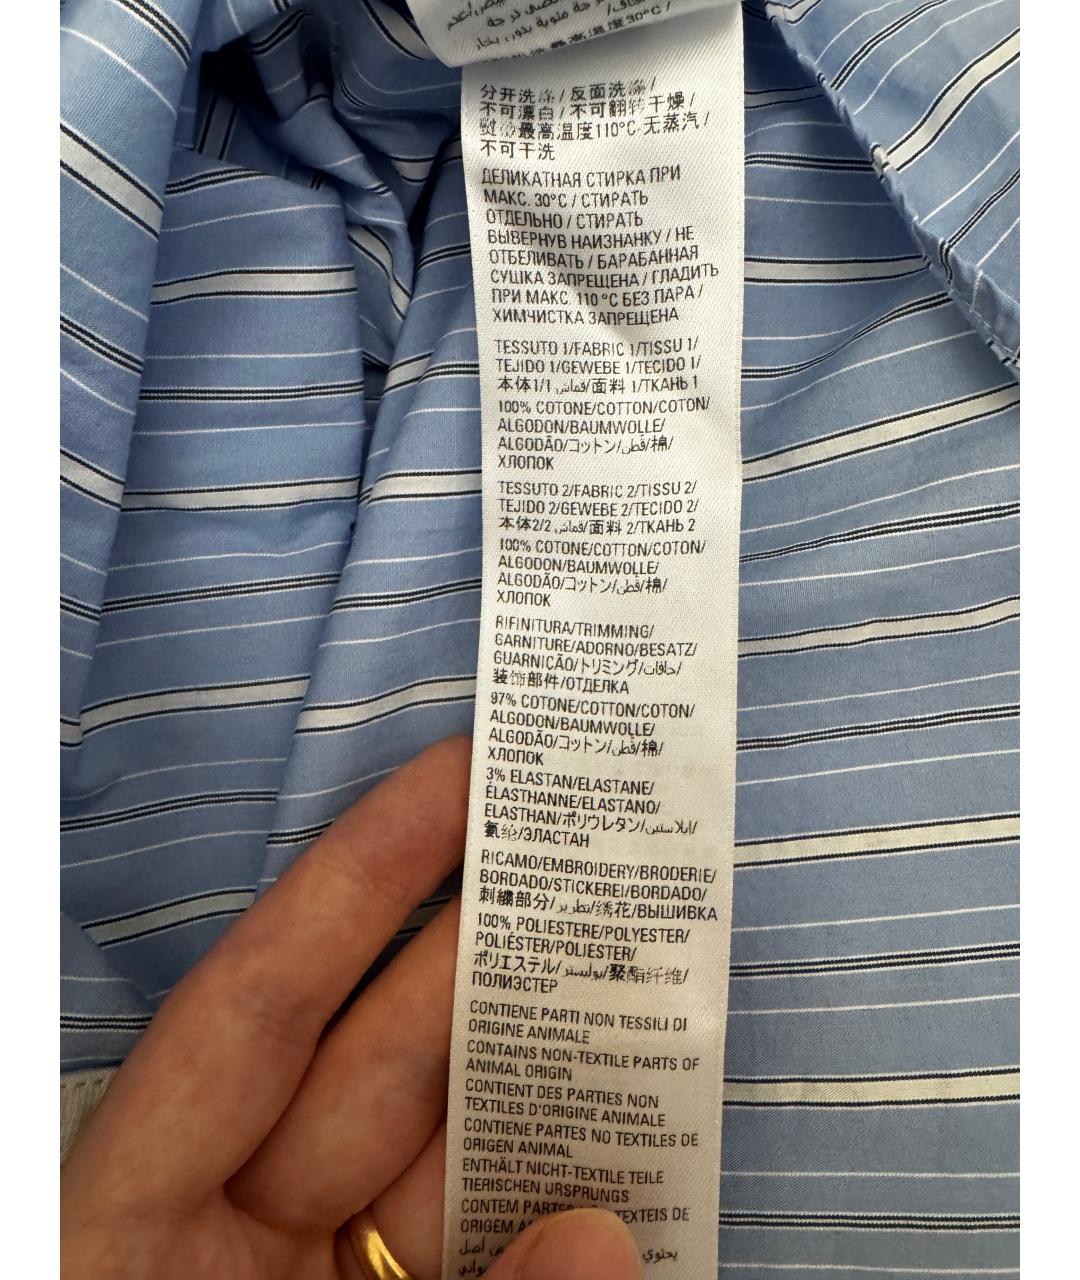 分开洗涤 / 反面洗涤 /
不可漂白 / 不可翻转干燥 /
最高温度110°C-无蒸汽 /
不可干洗
ДЕЛИКАТНАЯ СТИРКА ПРИ
МАКС. 30°C / СТИРАТЬ
ОТДЕЛЬНО / СТИРАТЬ
ВЫВЕРНУВ НАИЗНАНКУ / НЕ
ОТБЕЛИВАТЬ / БАРАБАННАЯ
СУШКА ЗАПРЕЩЕНА / ГЛАДИТЬ
ПРИ МАКС. 110 °C БЕЗ ПАРА /
ХИМЧИСТКА ЗАПРЕЩЕНА
TESSUTO 1/FABRIC 1/TISSU 1/
TEJIDO 1/GEWEBE 1/TECIDO 1/
本体1/1 قماش/面料 1/ТКАНЬ 1
100% COTONE/COTTON/COTON/
ALGODON/BAUMWOLLE/
ALGODÃO/コットン/قطن/棉/
ХЛОПОК
TESSUTO 2/FABRIC 2/TISSU 2/
TEJIDO 2/GEWEBE 2/TECIDO 2/
本体2/2 قماش/面料 2/ТКАНЬ 2
100% COTONE/COTTON/COTON/
ALGODON/BAUMWOLLE/
ALGODÃO/コットン/قطن/棉/
ХЛОПОК
RIFINITURA/TRIMMING/
GARNITURE/ADORNO/BESATZ/
GUARNIÇÃO/トリミング/حافات/
装饰部件/ОТДЕЛКА
97% COTONE/COTTON/COTON/
ALGODON/BAUMWOLLE/
ALGODÃO/コットン/قطن/棉/
ХЛОПОК
3% ELASTAN/ELASTANE/
ÉLASTHANNE/ELASTANO/
ELASTHAN/ポリウレタン/ايلاستين/
氨纶/ЭЛАСТАН
RICAMO/EMBROIDERY/BRODERIE/
BORDADO/STICKEREI/BORDADO/
刺繍部分/تطريز/绣花/ВЫШИВКА
100% POLIESTERE/POLYESTER/
POLIÉSTER/POLIESTER/
ポリエステル/بوليستر/聚酯纤维/
ПОЛИЭСТЕР
CONTIENE PARTI NON TESSILI DI
ORIGINE ANIMALE
CONTAINS NON-TEXTILE PARTS OF
ANIMAL ORIGIN
CONTIENT DES PARTIES NON
TEXTILES D'ORIGINE ANIMALE
CONTIENE PARTES NO TEXTILES DE
ORIGEN ANIMAL
ENTHÄLT NICHT-TEXTILE TEILE
TIERISCHEN URSPRUNGS
CONTEM DE
ORIGEM
يحتوي أصل